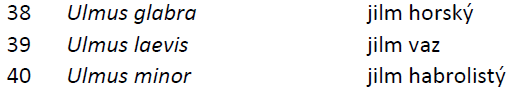 38 Ulmus glabra jilm horský
39 Ulmus laevis jilm vaz
40 Ulmus minor jilm habrolistý